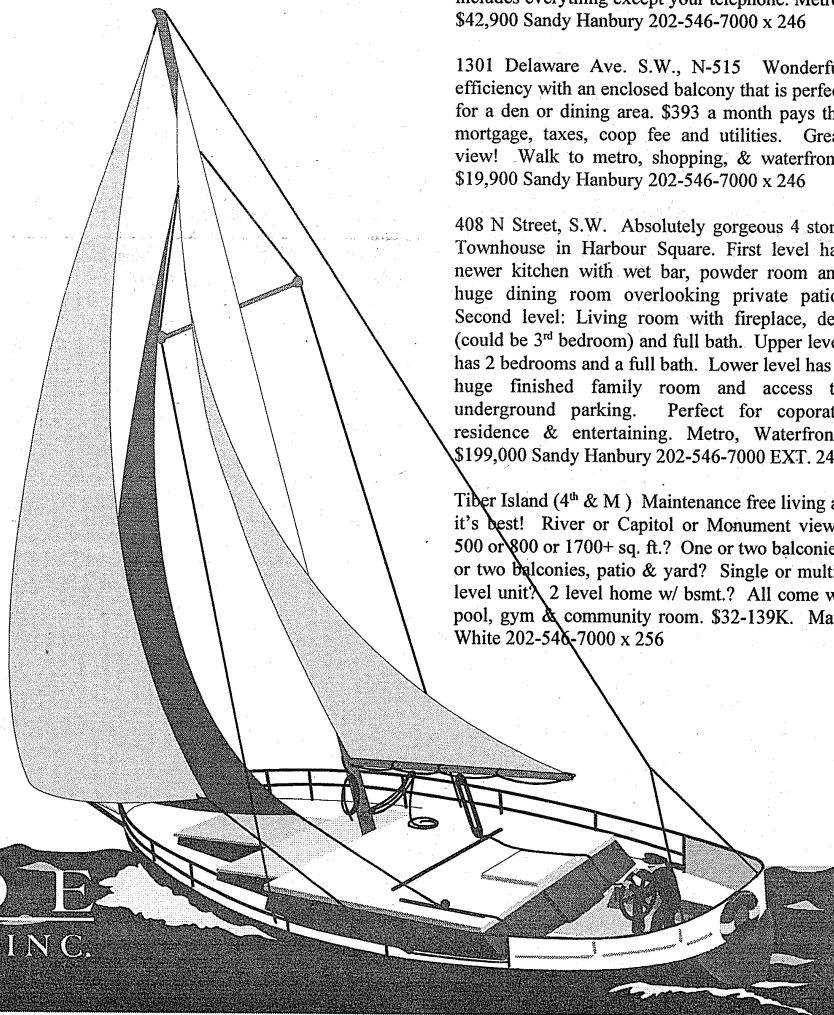 includes everything except your telephone. Metro
$42,900 Sandy Hanbury 202-546-7000 x 246
1301 Delaware Ave. S.W., N-515 Wonderfu
efficiency with an enclosed balcony that is perfec
for a den or dining area. $393 a month pays th
mortgage, taxes, coop fee and utilities. Grea
view! Walk to metro, shopping, & waterfron
$19,900 Sandy Hanbury 202-546-7000 x 246
408 N Street, S.W. Absolutely gorgeous 4 stor
Townhouse in Harbour Square. First level ha
newer kitchen with wet bar, powder room an
huge dining room overlooking private patio
Second level: Living room with fireplace, de
(could be 3rd bedroom) and full bath. Upper leve
has 2 bedrooms and a full bath. Lower level has
huge finished family room and access t
underground parking. Perfect for coporat
residence & entertaining. Metro, Waterfron
$199,000 Sandy Hanbury 202-546-7000 EXT. 24
Tiber Island (4th & M ) Maintenance free living a
it's best! River or Capitol or Monument view
500 or 800 or 1700+ sq. ft.? One or two balconie
or two balconies, patio & yard? Single or mult
level unit? 2 level home w/ bsmt.? All come w
pool, gym & community room. $32-139K. Ma
White 202-546-7000 x 256
D E
INC.